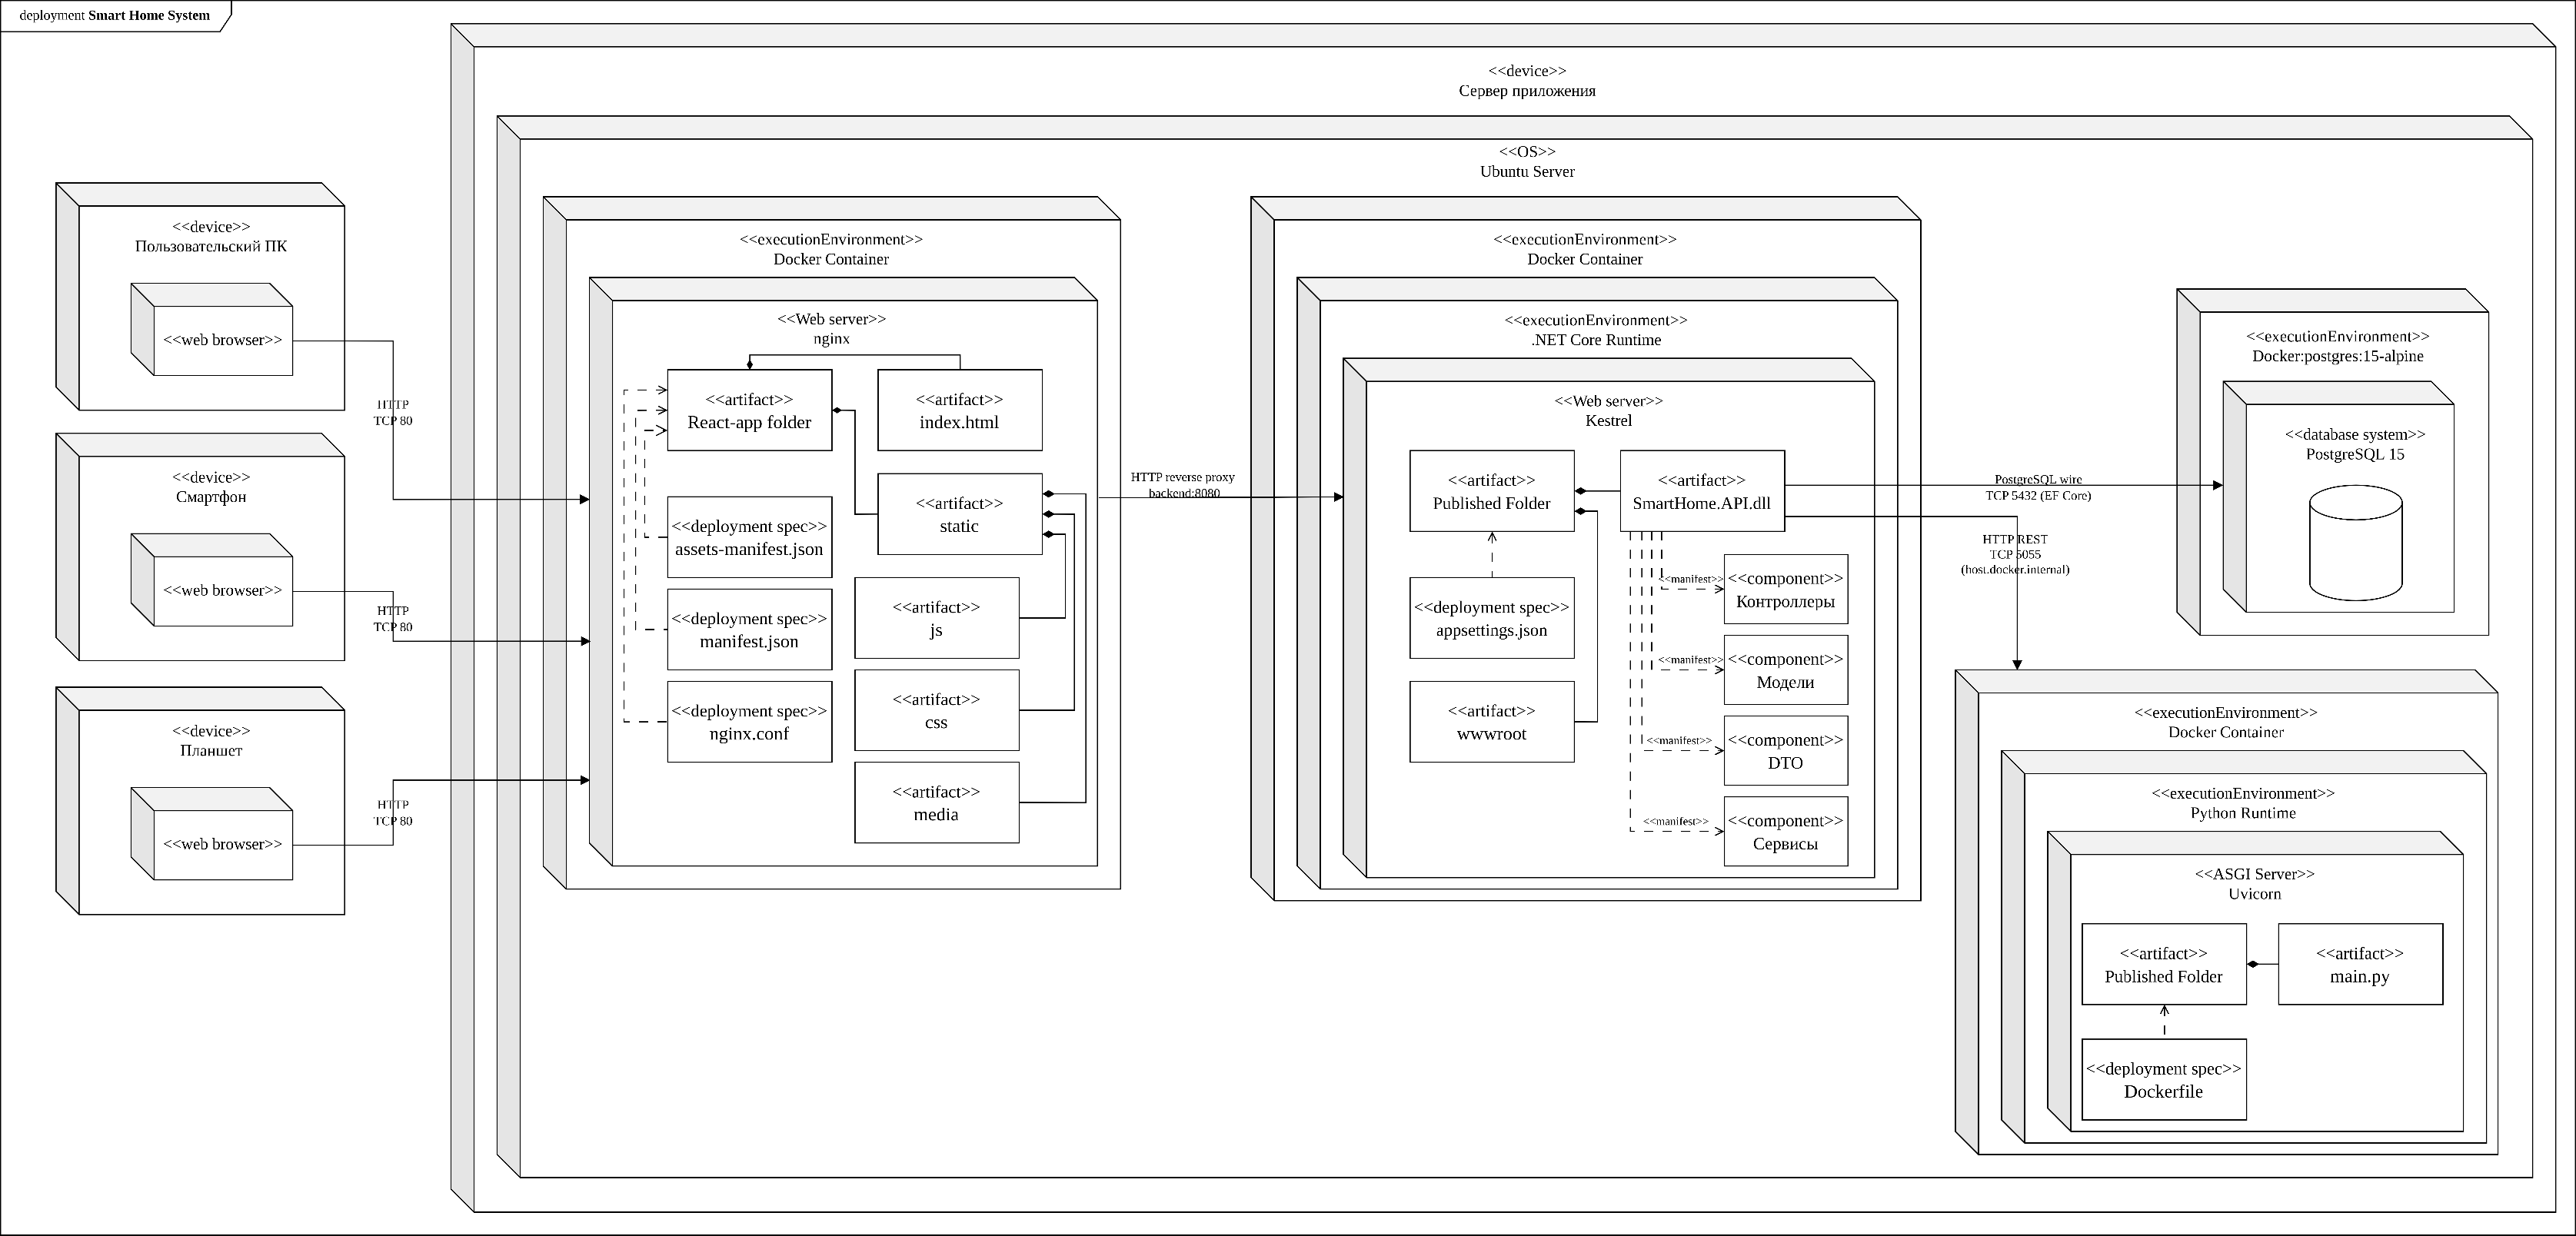 deployment Smart Home System
<<device>>
Сервер приложения
<<OS>>
Ubuntu Server
<<device>>
Пользовательский ПК
<<web browser>>
HTTP
TCP 80
<<device>>
Смартфон
<<web browser>>
HTTP
TCP 80
<<device>>
Планшет
<<web browser>>
HTTP
TCP 80
<<executionEnvironment>>
Docker Container
<<Web server>>
nginx
<<artifact>>
React-app folder
<<artifact>>
index.html
<<artifact>>
static
<<deployment spec>>
assets-manifest.json
<<deployment spec>>
manifest.json
<<deployment spec>>
nginx.conf
<<artifact>>
js
<<artifact>>
css
<<artifact>>
media
HTTP reverse proxy
backend:8080
<<executionEnvironment>>
Docker Container
<<executionEnvironment>>
.NET Core Runtime
<<Web server>>
Kestrel
<<artifact>>
Published Folder
<<artifact>>
SmartHome.API.dll
<<deployment spec>>
appsettings.json
<<artifact>>
wwwroot
<<manifest>>
<<component>>
Контроллеры
<<manifest>>
<<component>>
Модели
<<manifest>>
<<component>>
DTO
<<manifest>>
<<component>>
Сервисы
PostgreSQL wire
TCP 5432 (EF Core)
HTTP REST
TCP 5055
(host.docker.internal)
<<executionEnvironment>>
Docker:postgres:15-alpine
<<database system>>
PostgreSQL 15
<<executionEnvironment>>
Docker Container
<<executionEnvironment>>
Python Runtime
<<ASGI Server>>
Uvicorn
<<artifact>>
Published Folder
<<artifact>>
main.py
<<deployment spec>>
Dockerfile